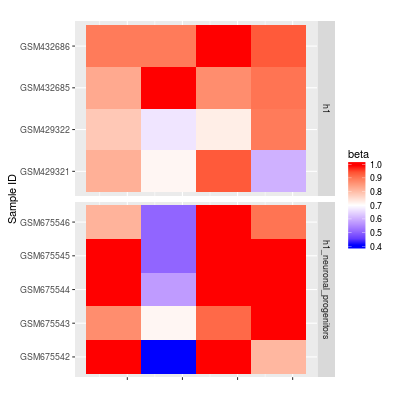 GSM432686
GSM432685
GSM429322
GSM429321
h1
GSM675546
GSM675545
GSM675544
GSM675543
GSM675542
h1_neuronal_progenitors
Sample ID
beta
1.0
0.9
0.8
0.7
0.6
0.5
0.4